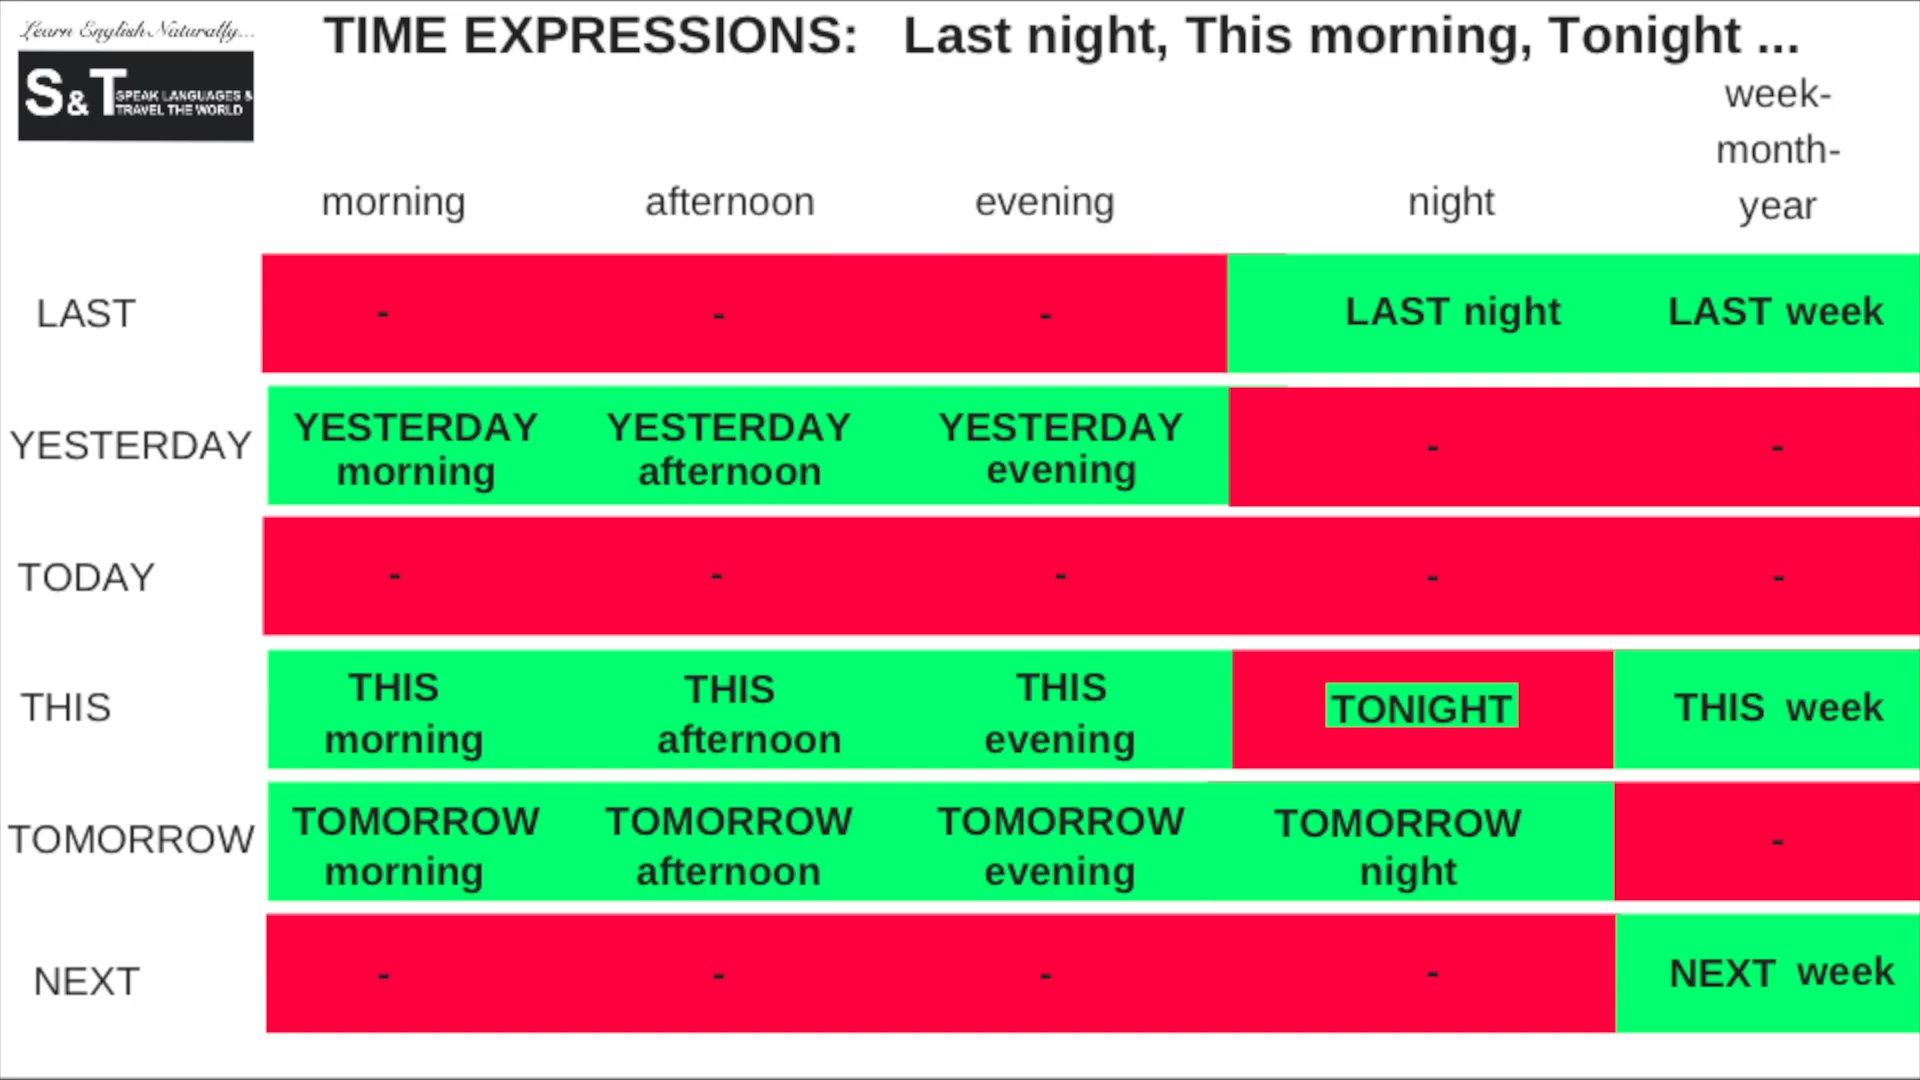 Learn English Naturally...
TIME EXPRESSIONS: Last night, This morning, Tonight ...
S&T SPEAK LANGUAGES &
TRAVEL THE WORLD
week-
month-
morning afternoon evening night year
LAST - - - LAST night LAST week
YESTERDAY YESTERDAY YESTERDAY YESTERDAY - -
morning afternoon evening
TODAY - - - - -
THIS THIS THIS THIS TONIGHT THIS week
morning afternoon evening
TOMORROW TOMORROW TOMORROW TOMORROW TOMORROW -
morning afternoon evening night
NEXT - - - - NEXT week